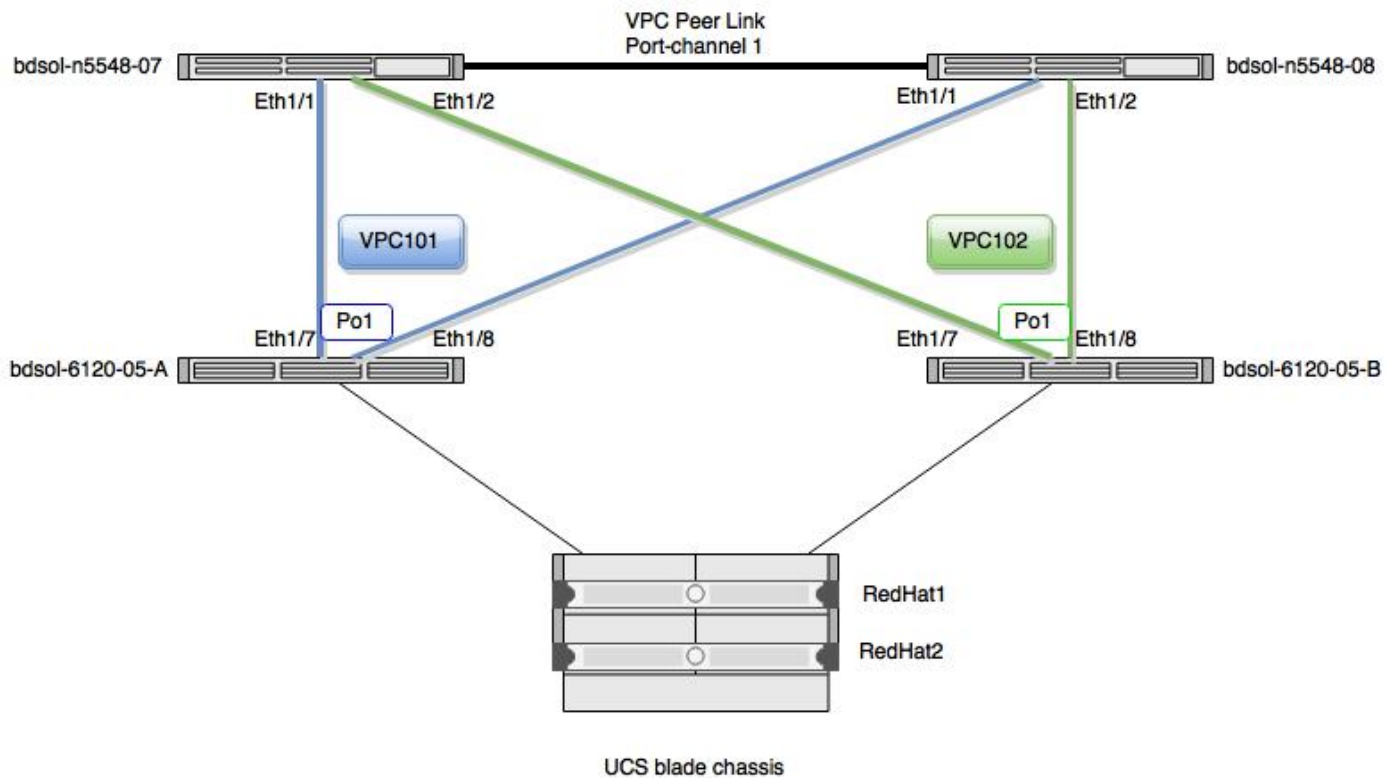 VPC Peer Link
Port-channel 1
bdsol-n5548-07
bdsol-n5548-08
Eth1/1
Eth1/2
Eth1/1
Eth1/2
VPC101
VPC102
Po1
Po1
Eth1/7
Eth1/8
Eth1/7
Eth1/8
bdsol-6120-05-A
bdsol-6120-05-B
RedHat1
RedHat2
UCS blade chassis